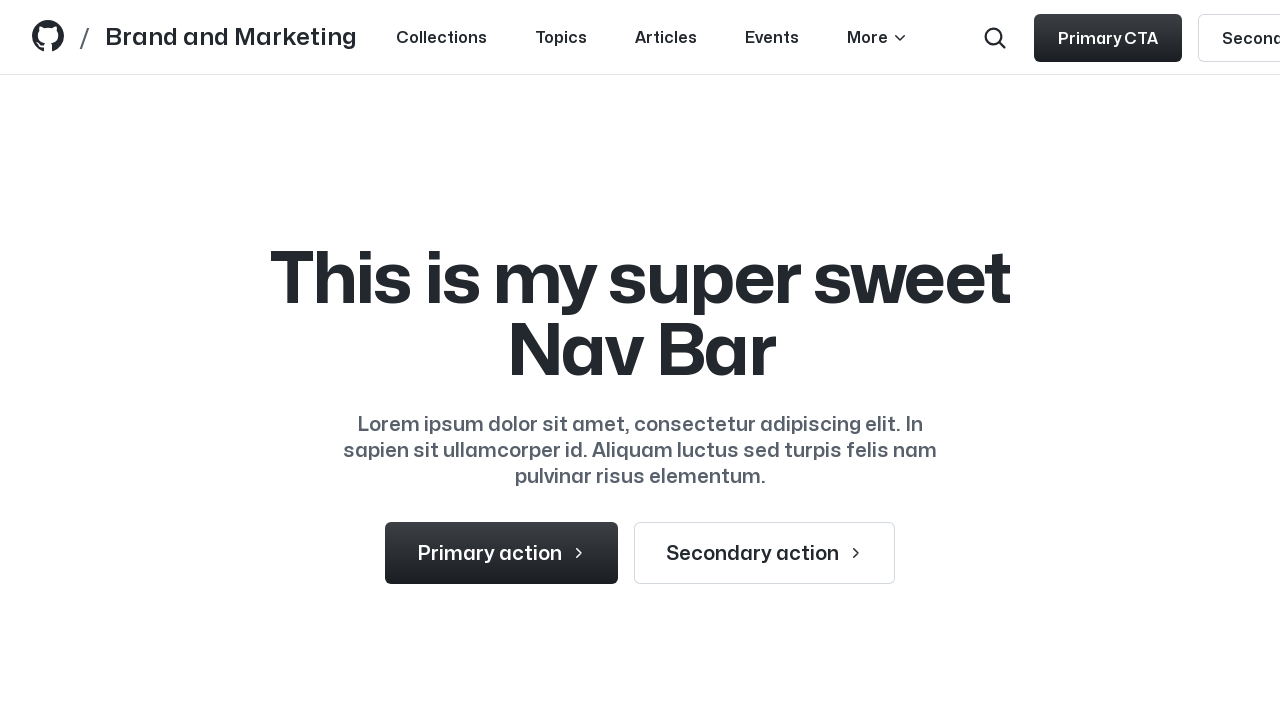 / Brand and Marketing Collections Topics Articles Events More Primary CTA
This is my super sweet
Nav Bar
Lorem ipsum dolor sit amet, consectetur adipiscing elit. In
sapien sit ullamcorper id. Aliquam luctus sed turpis felis nam
pulvinar risus elementum.
Primary action Secondary action